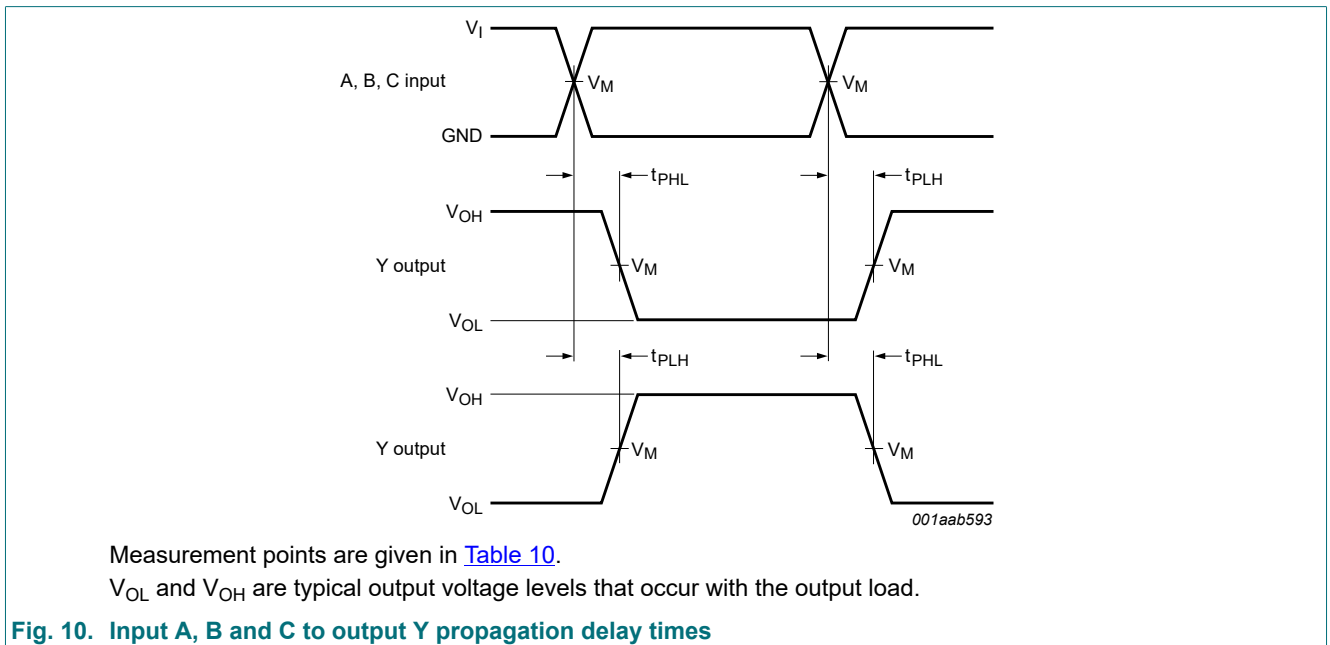 VI
A, B, C input
VM
VM
GND
tPHL
tPLH
VOH
Y output
VM
VM
VOL
tPLH
tPHL
VOH
Y output
VM
VM
VOL
001aab593
Measurement points are given in Table 10.
VOL and VOH are typical output voltage levels that occur with the output load.
Fig. 10. Input A, B and C to output Y propagation delay times